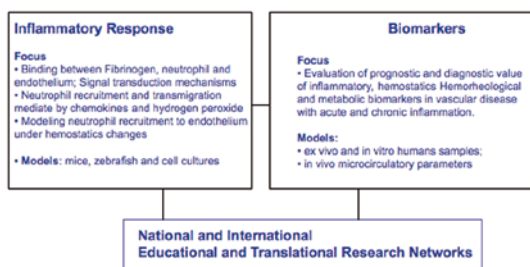 Inflammatory Response
Focus
• Binding between Fibrinogen, neutrophil and
endothelium; Signal transduction mechanisms
• Neutrophil recruitment and transmigration
mediate by chemokines and hydrogen peroxide
• Modeling neutrophil recruitment to endothelium
under hemostatics changes
• Models: mice, zebrafish and cell cultures
Biomarkers
Focus
• Evaluation of prognostic and diagnostic value
of inflammatory, hemostatics Hemorheological
and metabolic biomarkers in vascular disease
with acute and chronic inflammation.
Models:
• ex vivo and in vitro humans samples;
• in vivo microcirculatory parameters
National and International
Educational and Translational Research Networks